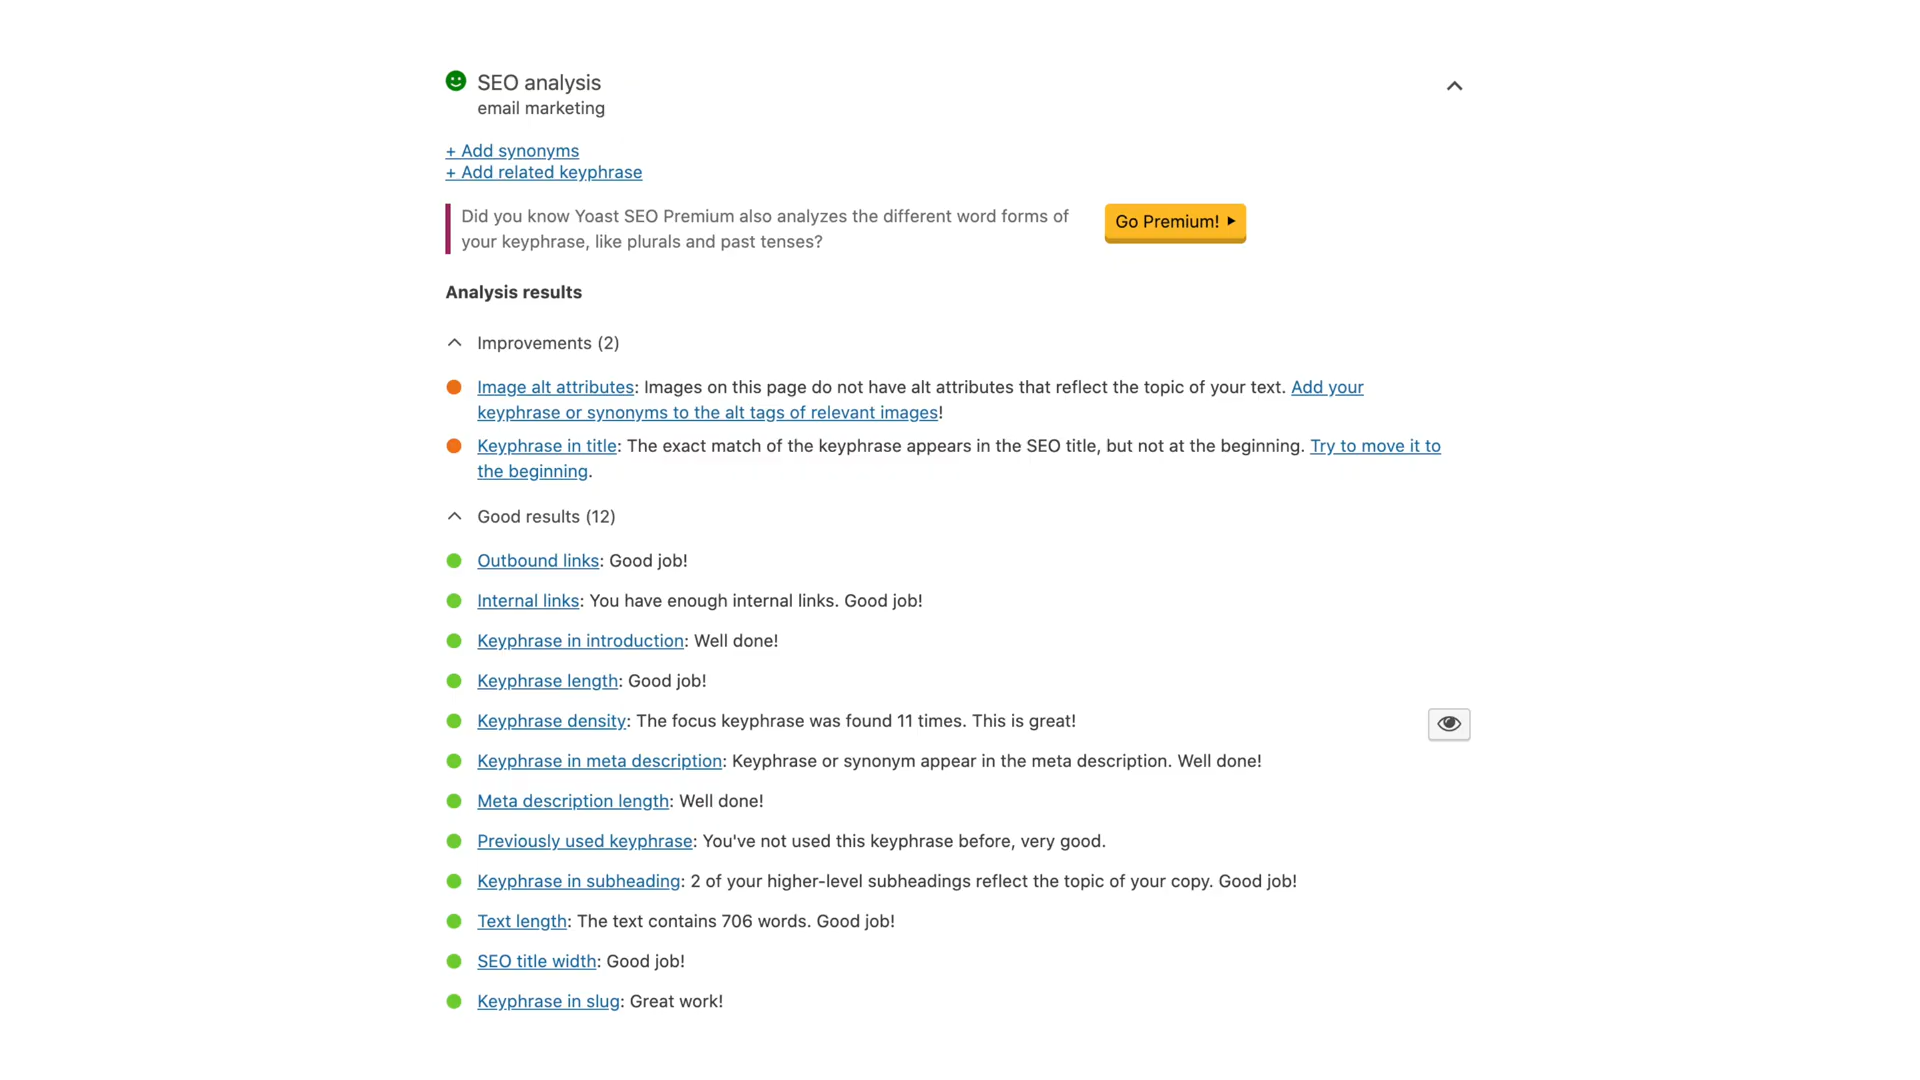 SEO analysis
email marketing
+ Add synonyms
+ Add related keyphrase
Did you know Yoast SEO Premium also analyzes the different word forms of
your keyphrase, like plurals and past tenses?
Go Premium!
Analysis results
Improvements (2)
Image alt attributes: Images on this page do not have alt attributes that reflect the topic of your text. Add your
keyphrase or synonyms to the alt tags of relevant images!
Keyphrase in title: The exact match of the keyphrase appears in the SEO title, but not at the beginning. Try to move it to
the beginning.
Good results (12)
Outbound links: Good job!
Internal links: You have enough internal links. Good job!
Keyphrase in introduction: Well done!
Keyphrase length: Good job!
Keyphrase density: The focus keyphrase was found 11 times. This is great!
Keyphrase in meta description: Keyphrase or synonym appear in the meta description. Well done!
Meta description length: Well done!
Previously used keyphrase: You've not used this keyphrase before, very good.
Keyphrase in subheading: 2 of your higher-level subheadings reflect the topic of your copy. Good job!
Text length: The text contains 706 words. Good job!
SEO title width: Good job!
Keyphrase in slug: Great work!